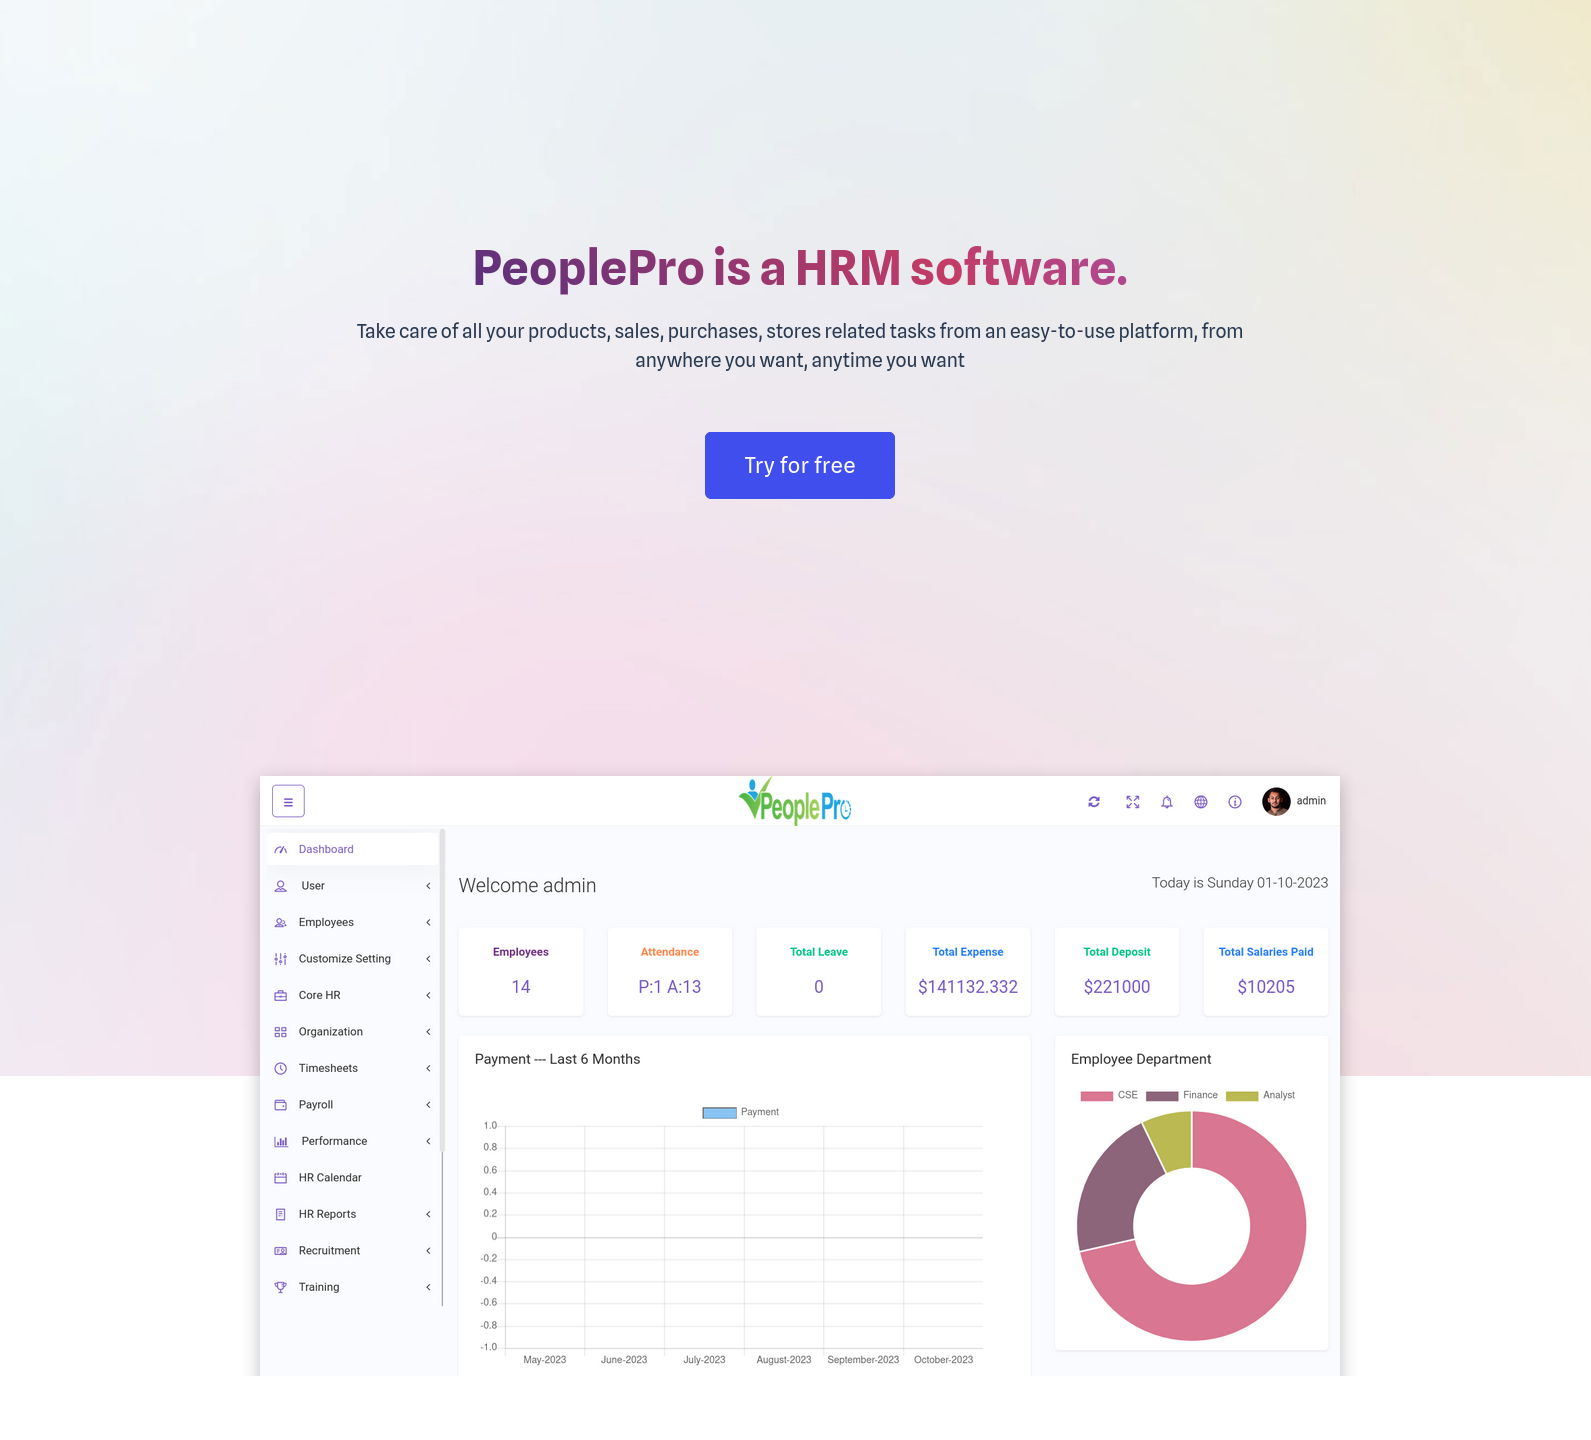 PeoplePro is a HRM software.
Take care of all your products, sales, purchases, stores related tasks from an easy-to-use platform, from
anywhere you want, anytime you want
Try for free
People Pro
admin
Dashboard
User
Employees
Customize Setting
Core HR
Organization
Timesheets
Payroll
Performance
HR Calendar
HR Reports
Recruitment
Training
Welcome admin
Today is Sunday 01-10-2023
Employees
14
Attendance
P:1 A:13
Total Leave
0
Total Expense
$141132.332
Total Deposit
$221000
Total Salaries Paid
$10205
Payment --- Last 6 Months
Payment
1.0
0.8
0.6
0.4
0.2
0
-0.2
-0.4
-0.6
-0.8
-1.0
May-2023 June-2023 July-2023 August-2023 September-2023 October-2023
Employee Department
CSE Finance Analyst